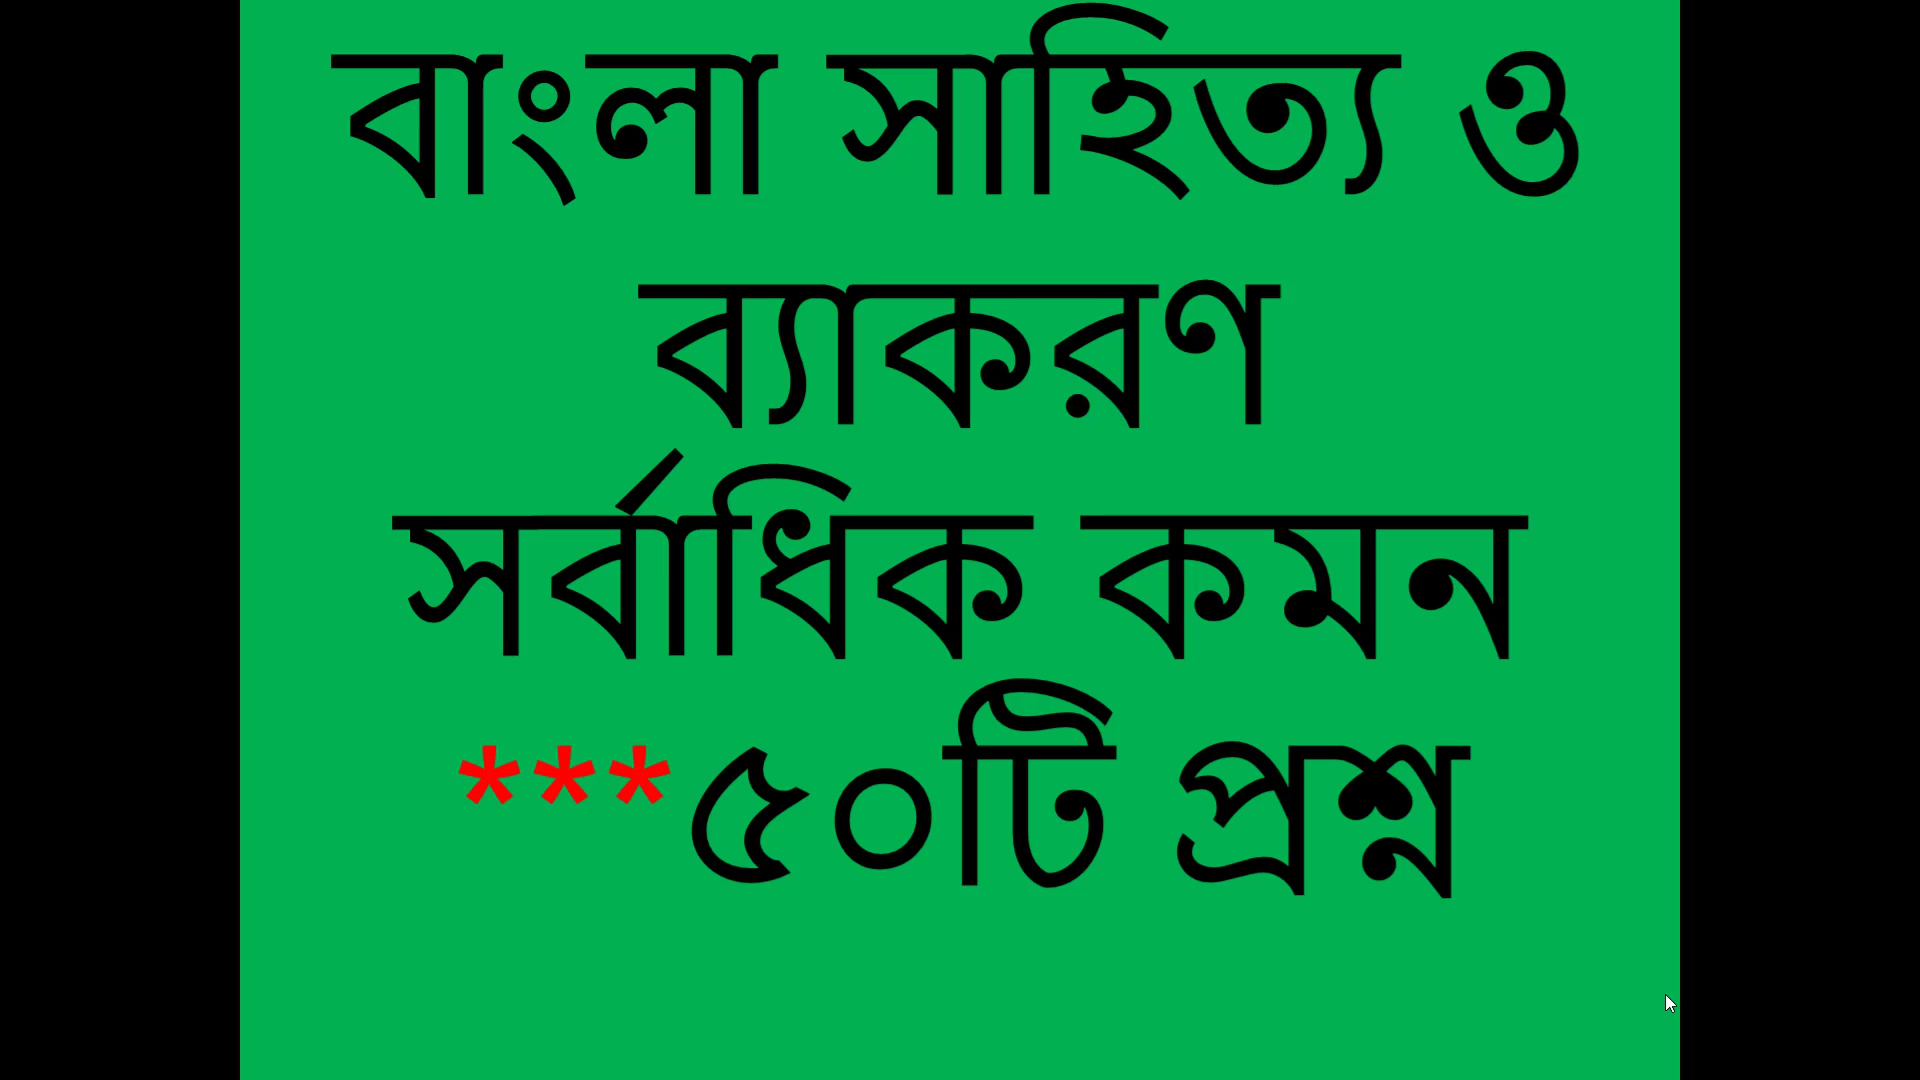 বাংলা সাহিত্য ও
ব্যাকরণ
সর্বাধিক কমন
***৫০টি প্রশ্ন